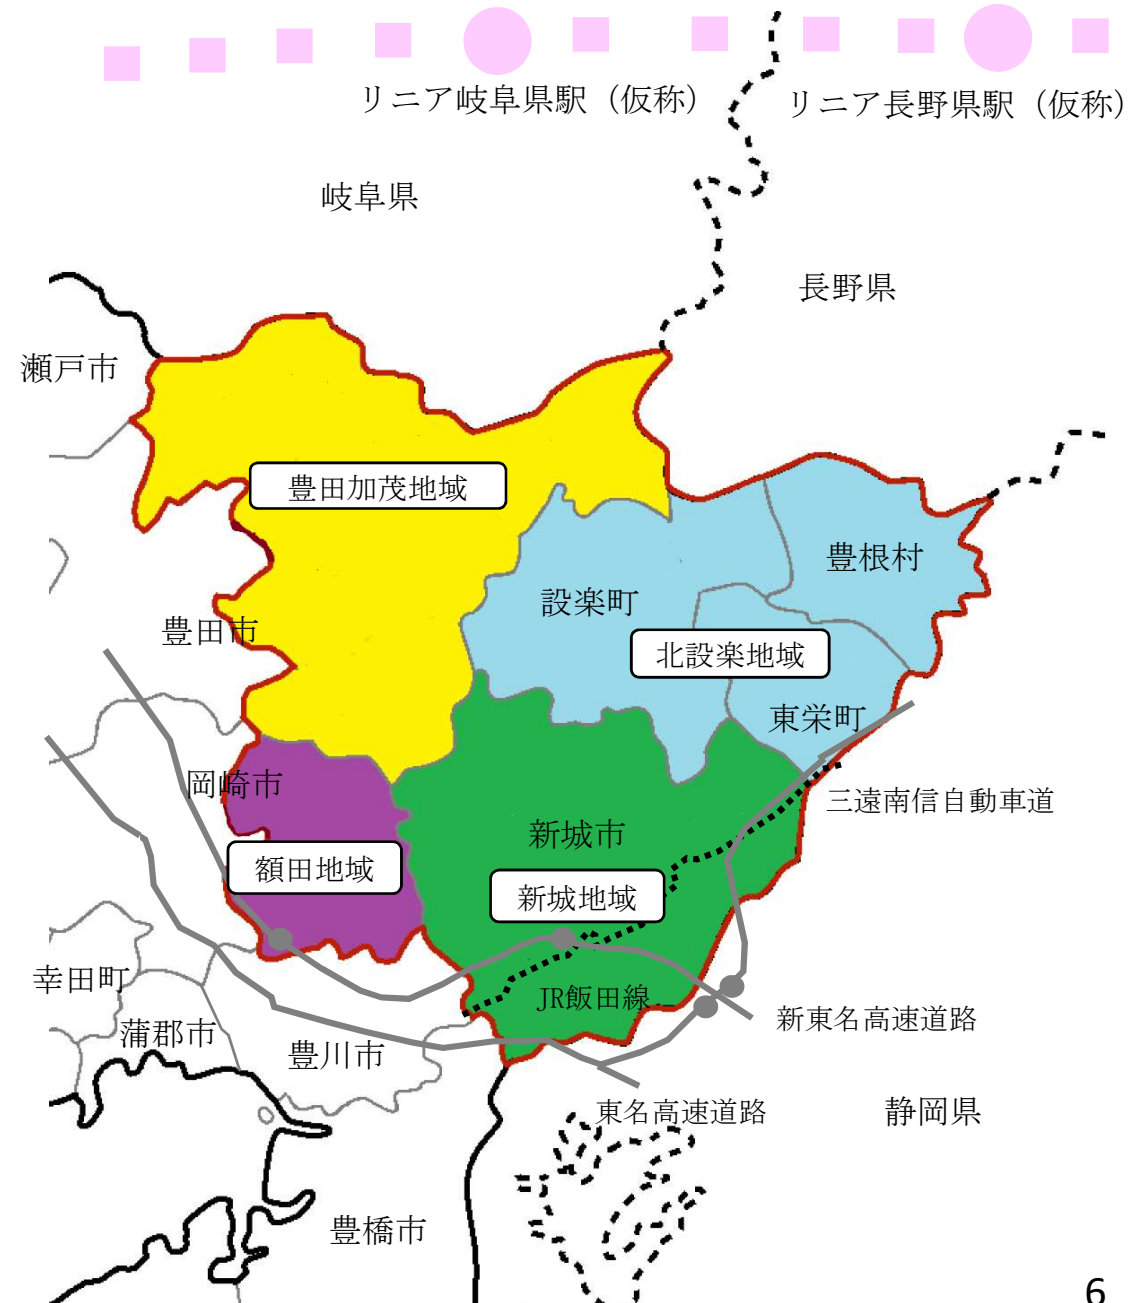 リニア岐阜県駅（仮称）
リニア長野県駅（仮称）
岐阜県
長野県
瀬戸市
豊田加茂地域
豊根村
設楽町
豊田市
北設楽地域
東栄町
岡崎市
三遠南信自動車道
新城市
額田地域
新城地域
幸田町
JR飯田線
新東名高速道路
蒲郡市
豊川市
東名高速道路
静岡県
豊橋市
6